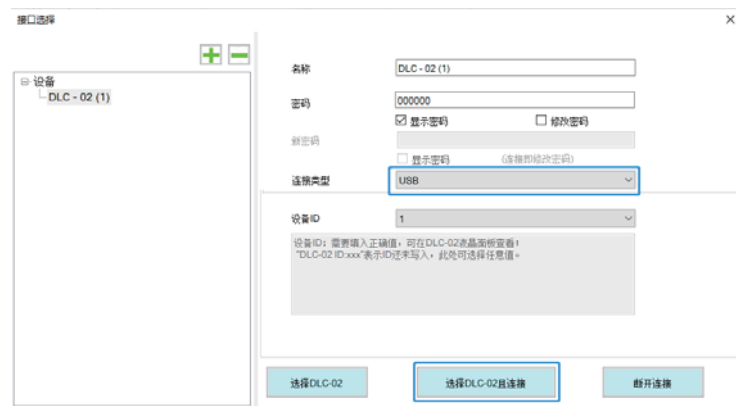 接口选择
设备
DLC - 02 (1)
名称
DLC - 02 (1)
密码
000000
显示密码
修改密码
新密码
显示密码
(连接即修改密码)
连接类型
USB
设备ID
1
设备ID：需要填入正确值，可在DLC-02液晶面板查看！
"DLC-02 ID:xxx"表示ID还未写入，此处可选择任意值。
选择DLC-02
选择DLC-02且连接
断开连接